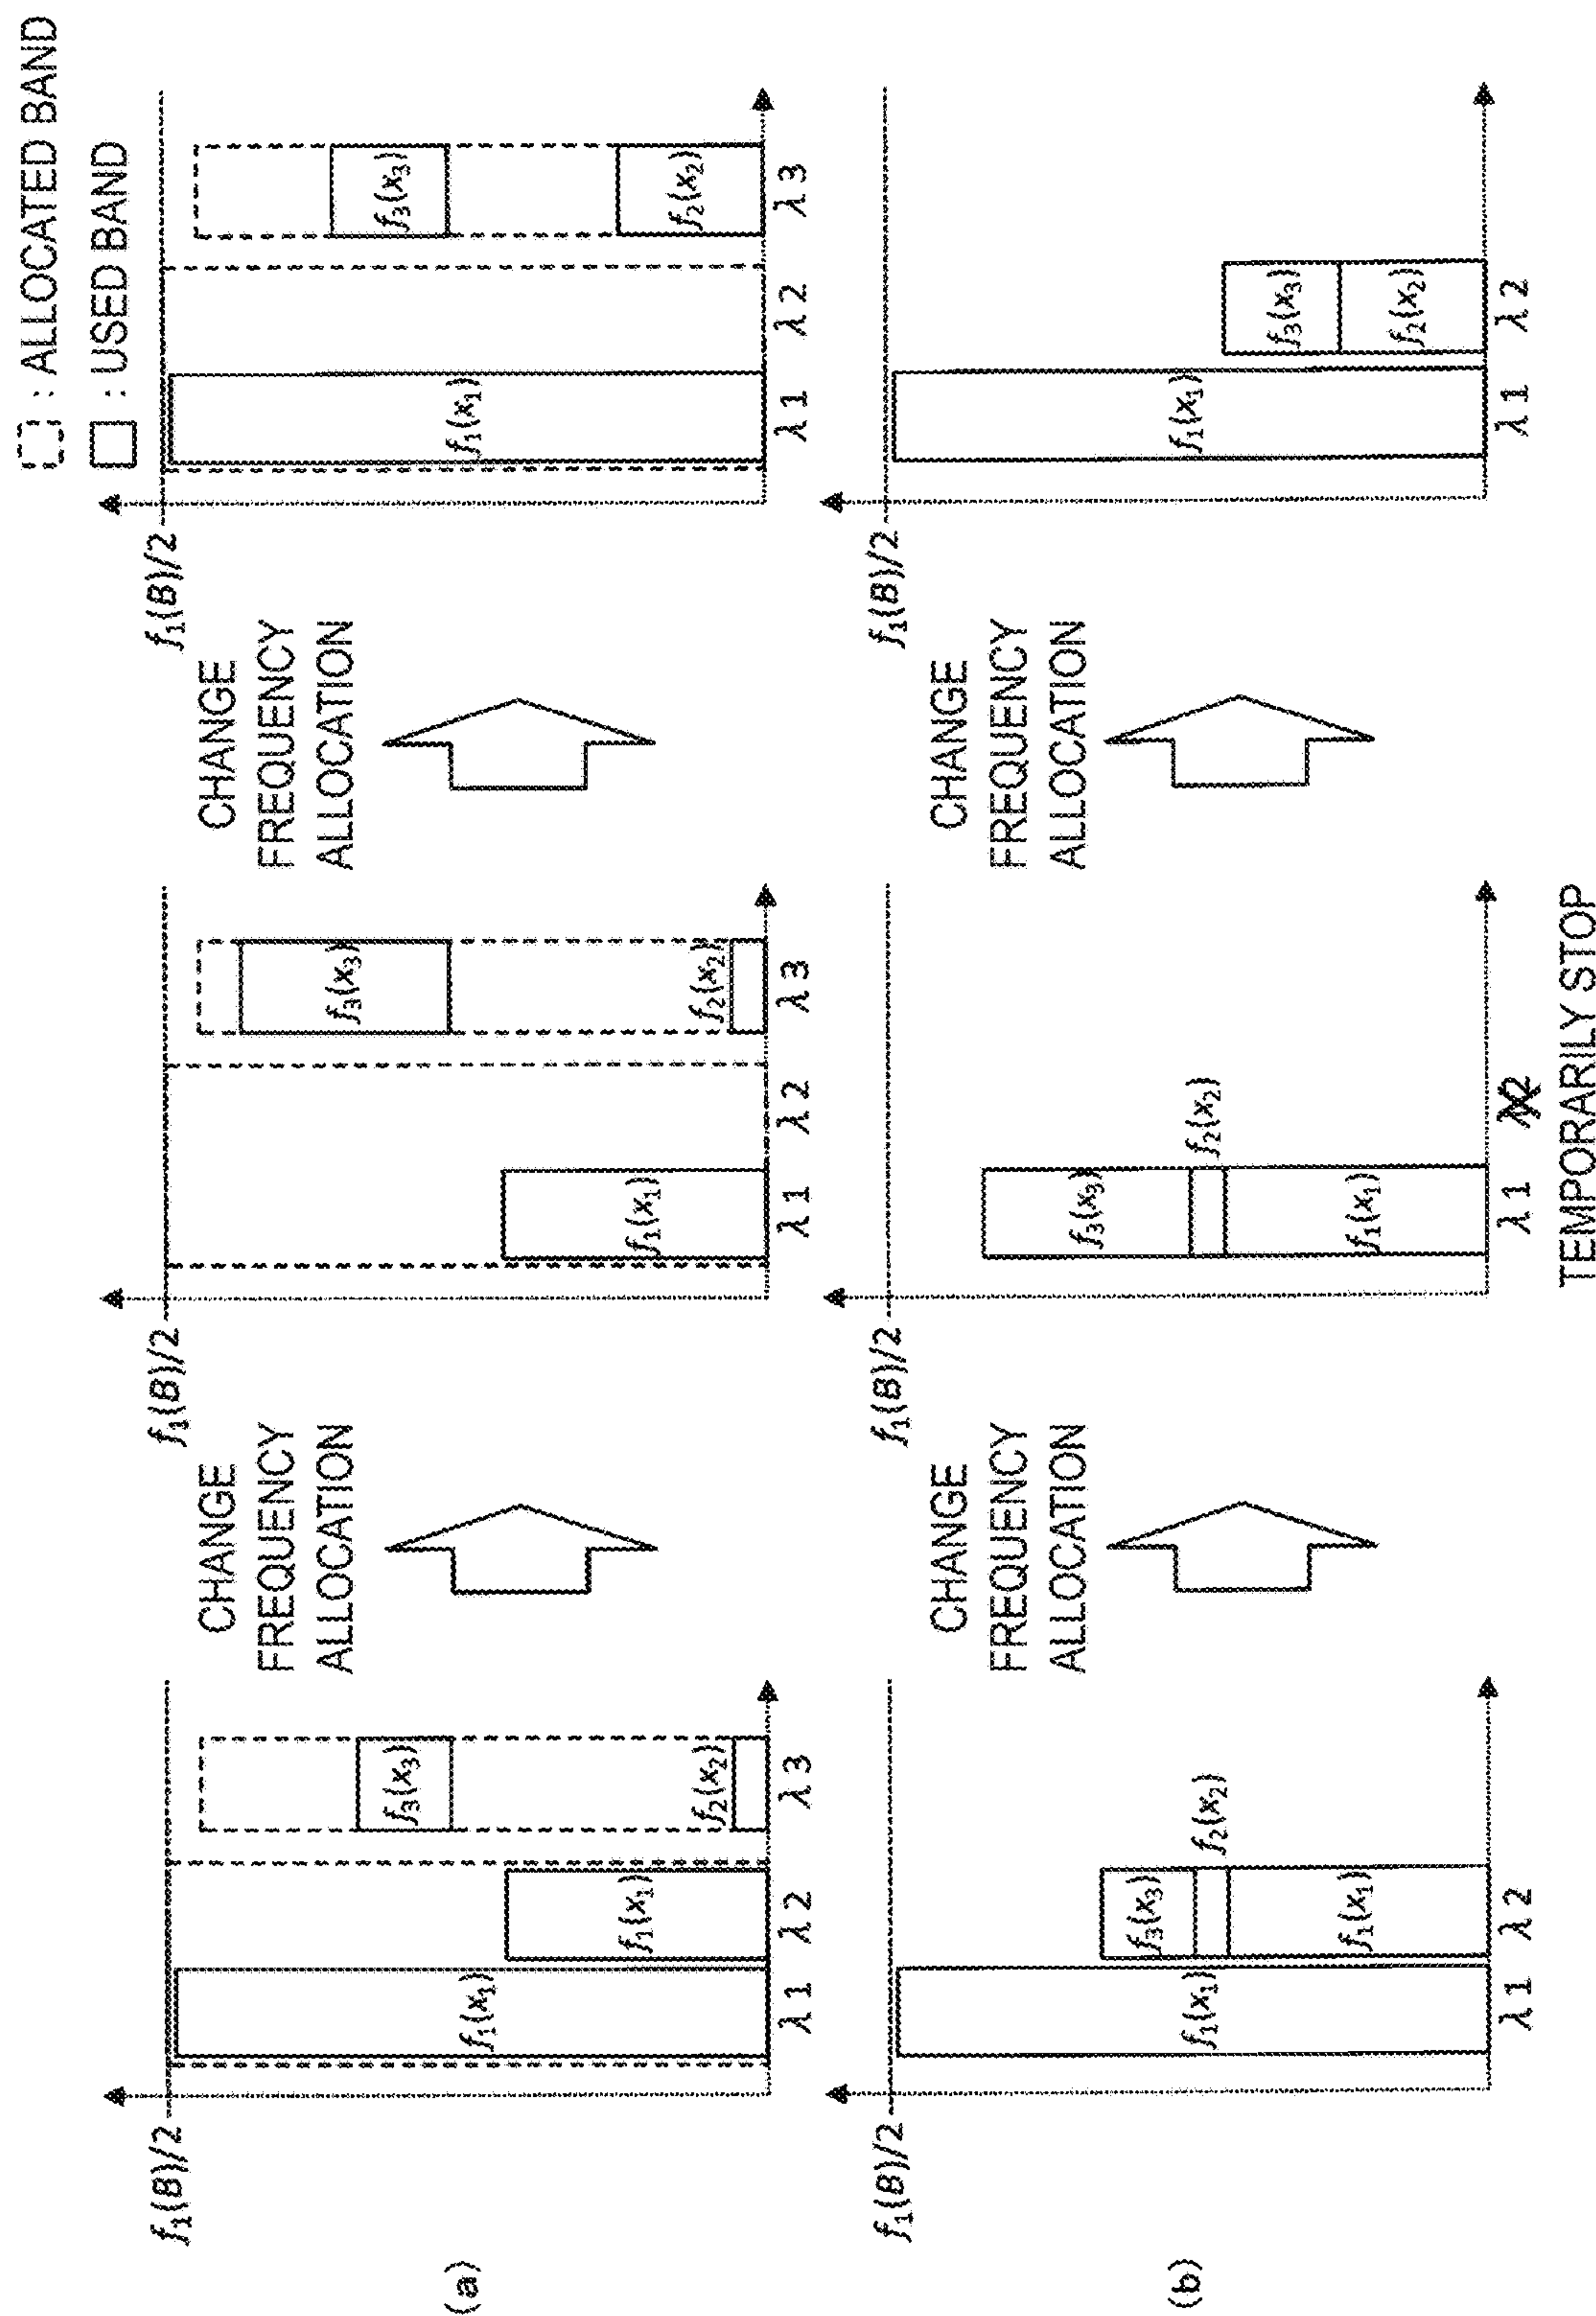 : ALLOCATED BAND
: USED BAND
(a)
f₁(B)/2
f₁(x₁)
f₁(x₁)
f₃(x₃)
f₂(x₂)
λ1 λ2 λ3
CHANGE
FREQUENCY
ALLOCATION
f₁(B)/2
f₁(x₁)
f₃(x₃)
f₂(x₂)
λ1 λ2 λ3
CHANGE
FREQUENCY
ALLOCATION
f₁(B)/2
f₁(x₁)
f₃(x₃)
f₂(x₂)
λ1 λ2 λ3
(b)
f₁(B)/2
f₁(x₁)
f₃(x₃)
f₂(x₂)
f₁(x₁)
λ1 λ2
CHANGE
FREQUENCY
ALLOCATION
f₁(B)/2
f₃(x₃)
f₂(x₂)
f₁(x₁)
λ1 λ2
TEMPORARILY STOP
CHANGE
FREQUENCY
ALLOCATION
f₁(B)/2
f₁(x₁)
f₃(x₃)
f₂(x₂)
λ1 λ2